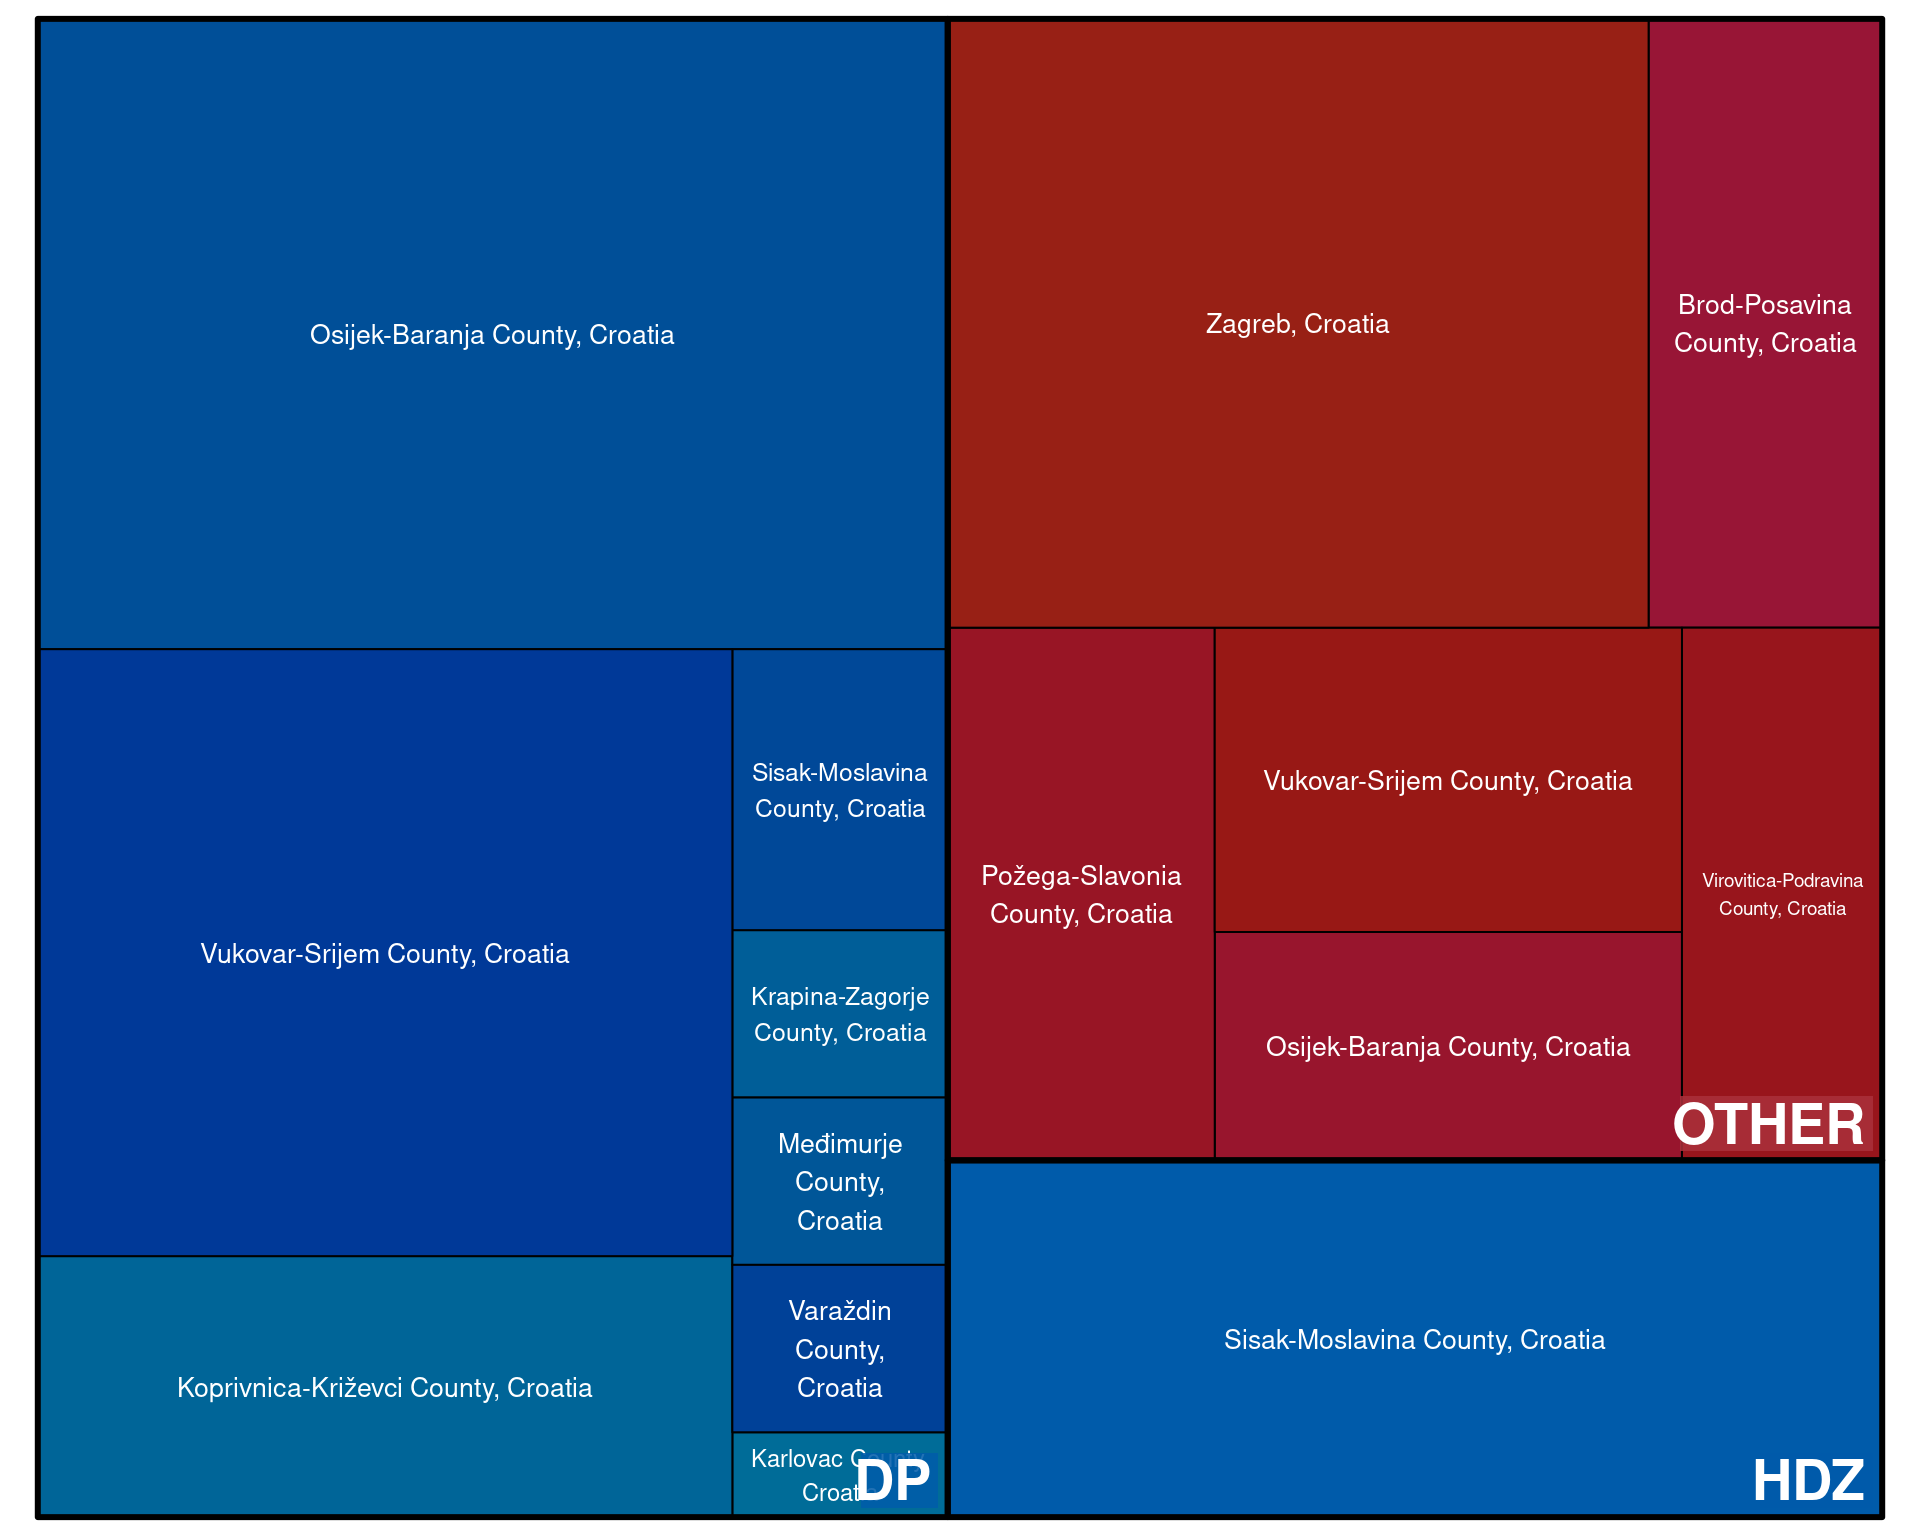 Osijek-Baranja County, Croatia
Vukovar-Srijem County, Croatia
Koprivnica-Križevci County, Croatia
Sisak-Moslavina
County, Croatia
Krapina-Zagorje
County, Croatia
Međimurje
County,
Croatia
Varaždin
County,
Croatia
Karlovac County,
Croatia
DP
Zagreb, Croatia
Brod-Posavina
County, Croatia
Požega-Slavonia
County, Croatia
Vukovar-Srijem County, Croatia
Osijek-Baranja County, Croatia
Virovitica-Podravina
County, Croatia
OTHER
Sisak-Moslavina County, Croatia
HDZ